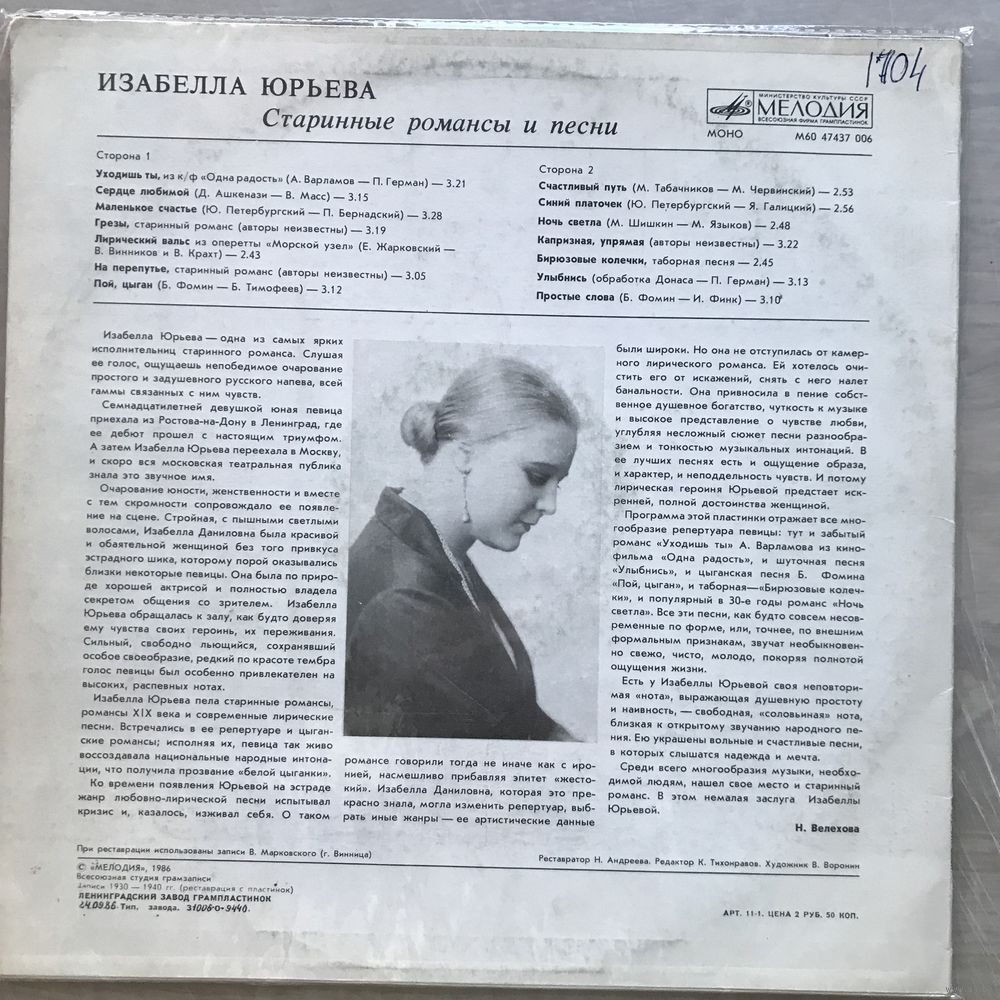 1704
ИЗАБЕЛЛА ЮРЬЕВА
Старинные романсы и песни
МИНИСТЕРСТВО КУЛЬТУРЫ СССР
МЕЛОДИЯ
ВСЕСОЮЗНАЯ ФИРМА ГРАМПЛАСТИНОК
МОНО М60 47437 006
Сторона 1
Уходишь ты, из к/ф «Одна радость» (А. Варламов — П. Герман) — 3.21
Сердце любимой (Д. Ашкенази — В. Масс) — 3.15
Маленькое счастье (Ю. Петербургский — П. Бернадский) — 3.28
Грезы, старинный романс (авторы неизвестны) — 3.19
Лирический вальс из оперетты «Морской узел» (Е. Жарковский —
В. Винников и В. Крахт) — 2.43
На перепутье, старинный романс (авторы неизвестны) — 3.05
Пой, цыган (Б. Фомин — Б. Тимофеев) — 3.12
Сторона 2
Счастливый путь (М. Табачников — М. Червинский) — 2.53
Синий платочек (Ю. Петербургский — Я. Галицкий) — 2.56
Ночь светла (М. Шишкин — М. Языков) — 2.48
Капризная, упрямая (авторы неизвестны) — 3.22
Бирюзовые колечки, таборная песня — 2.45
Улыбнись (обработка Донаса — П. Герман) — 3.13
Простые слова (Б. Фомин — И. Финк) — 3.10
Изабелла Юрьева — одна из самых ярких
исполнительниц старинного романса. Слушая
ее голос, ощущаешь непобедимое очарование
простого и задушевного русского напева, всей
гаммы связанных с ним чувств.
Семнадцатилетней девушкой юная певица
приехала из Ростова-на-Дону в Ленинград, где
ее дебют прошел с настоящим триумфом.
А затем Изабелла Юрьева переехала в Москву,
и скоро вся московская театральная публика
знала это звучное имя.
Очарование юности, женственности и вместе
с тем скромности сопровождало ее появле-
ние на сцене. Стройная, с пышными светлыми
волосами, Изабелла Даниловна была красивой
и обаятельной женщиной без того привкуса
эстрадного шика, которому порой оказывались
близки некоторые певицы. Она была по приро-
де хорошей актрисой и полностью владела
секретом общения со зрителем. Изабелла
Юрьева обращалась к залу, как будто доверяя
ему чувства своих героинь, их переживания.
Сильный, свободно льющийся, сохранявший
особое своеобразие, редкий по красоте тембра
голос певицы был особенно привлекателен на
высоких, распевных нотах.
Изабелла Юрьева пела старинные романсы,
романсы XIX века и современные лирические
песни. Встречались в ее репертуаре и цыган-
ские романсы; исполняя их, певица так живо
воссоздавала национальные народные интона-
ции, что получила прозвание «белой цыганки».
Ко времени появления Юрьевой на эстраде
жанр любовно-лирической песни испытывал
кризис и, казалось, изживал себя. О таком
романсе говорили тогда не иначе как с иро-
нией, насмешливо прибавляя эпитет «жесто-
кий». Изабелла Даниловна, которая это пре-
красно знала, могла изменить репертуар, выб-
рать иные жанры — ее артистические данные
были широки. Но она не отступилась от камер-
ного лирического романса. Ей хотелось очи-
стить его от искажений, снять с него налет
банальности. Она привносила в пение собст-
венное душевное богатство, чуткость к музыке
и высокое представление о чувстве любви,
углубляя несложный сюжет песни разнообра-
зием и тонкостью музыкальных интонаций. В
ее лучших песнях есть и ощущение образа,
и характер, и неподдельность чувств. И потому
лирическая героиня Юрьевой предстает иск-
ренней, полной достоинства женщиной.
Программа этой пластинки отражает все мно-
гообразие репертуара певицы: тут и забытый
романс «Уходишь ты» А. Варламова из кино-
фильма «Одна радость», и шуточная песня
«Улыбнись», и цыганская песня Б. Фомина
«Пой, цыган», и таборная—«Бирюзовые колеч-
ки», и популярный в 30-е годы романс «Ночь
светла». Все эти песни, как будто совсем несов-
ременные по форме, или, точнее, по внешним
формальным признакам, звучат необыкновен-
но свежо, чисто, молодо, покоряя полнотой
ощущения жизни.
Есть у Изабеллы Юрьевой своя неповтори-
мая «нота», выражающая душевную простоту
и наивность, — свободная, «соловьиная» нота,
близкая к открытому звучанию народного пе-
ния. Ею украшены вольные и счастливые песни,
в которых слышатся надежда и мечта.
Среди всего многообразия музыки, необхо-
димой людям, нашел свое место и старинный
романс. В этом немалая заслуга Изабеллы
Юрьевой.
Н. Велехова
При реставрации использованы записи В. Марковского (г. Винница)
Реставратор Н. Андреева. Редактор К. Тихонравов. Художник В. Воронин
© «МЕЛОДИЯ», 1986
Всесоюзная студия грамзаписи
Записи 1930 — 1940 гг. (реставрация с пластинок)
ЛЕНИНГРАДСКИЙ ЗАВОД ГРАМПЛАСТИНОК
24.09.86. Тип. завода. З1006-0-9440.
АРТ. 11-1. ЦЕНА 2 РУБ. 50 КОП.